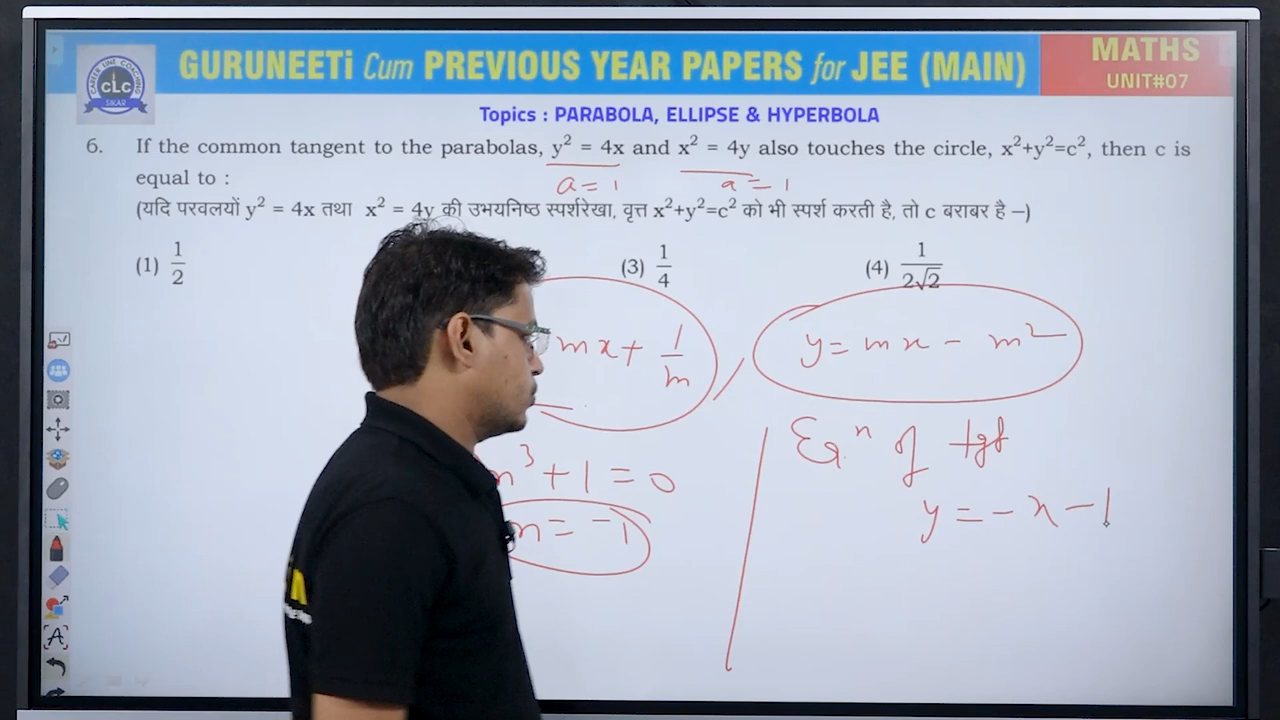 CAREER LINE COACHING
CLC
SIKAR
GURUNEETi Cum PREVIOUS YEAR PAPERS for JEE (MAIN)
MATHS
UNIT#07
Topics : PARABOLA, ELLIPSE & HYPERBOLA
6. If the common tangent to the parabolas, y² = 4x and x² = 4y also touches the circle, x²+y²=c², then c is
equal to :
a = 1 a = 1
(यदि परवलयों y² = 4x तथा x² = 4y की उभयनिष्ठ स्पर्शरेखा, वृत्त x²+y²=c² को भी स्पर्श करती है, तो c बराबर है –)
(1) 1/2 (3) 1/4 (4) 1/2√2
mx + 1/m
y = mx - m²
m³ + 1 = 0
m = -1
Eqⁿ of tgt
y = - x - 1
A